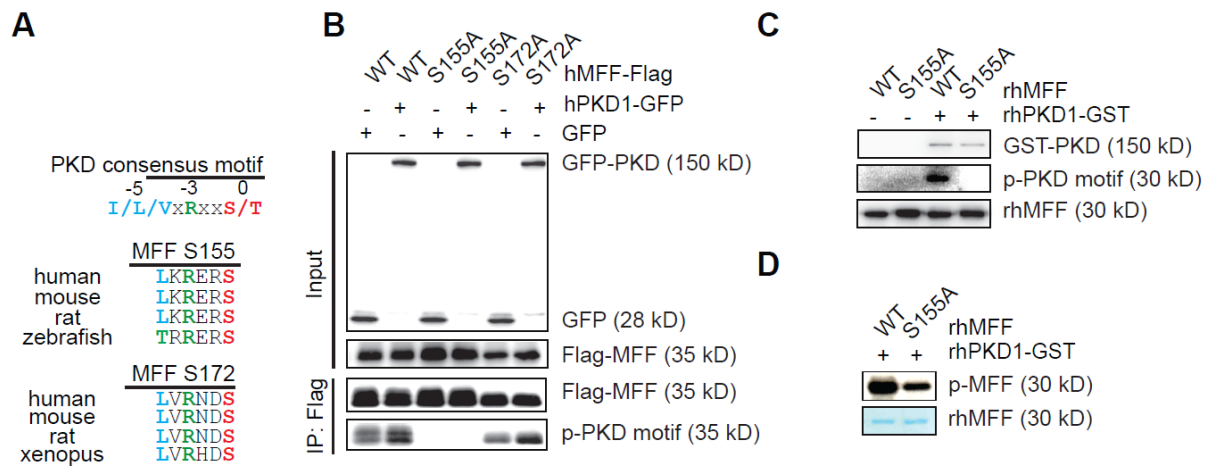 A
PKD consensus motif
-5 -3 0
I/L/VxRxxS/T
MFF S155
human LKRERS
mouse LKRERS
rat LKRERS
zebrafish TRRERS
MFF S172
human LVRNDS
mouse LVRNDS
rat LVRNDS
xenopus LVRHDS
B
WT WT S155A S155A S172A S172A hMFF-Flag
- + - + - + hPKD1-GFP
+ - + - + - GFP
Input
GFP-PKD (150 kD)
GFP (28 kD)
Flag-MFF (35 kD)
IP: Flag
Flag-MFF (35 kD)
p-PKD motif (35 kD)
C
WT S155A WT S155A rhMFF
- - + + rhPKD1-GST
GST-PKD (150 kD)
p-PKD motif (30 kD)
rhMFF (30 kD)
D
WT S155A rhMFF
+ + rhPKD1-GST
p-MFF (30 kD)
rhMFF (30 kD)